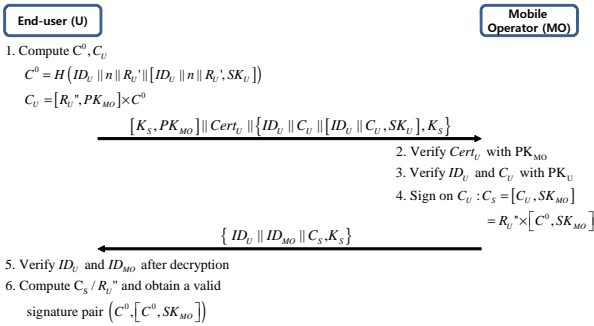 End-user (U)
Mobile
Operator (MO)
1. Compute C⁰, C_U
C⁰ = H(ID_U || n || R_U' || [ID_U || n || R_U', SK_U])
C_U = [R_U", PK_MO] × C⁰
[K_S, PK_MO] || Cert_U || {ID_U || C_U || [ID_U || C_U, SK_U], K_S}
2. Verify Cert_U with PK_MO
3. Verify ID_U and C_U with PK_U
4. Sign on C_U : C_S = [C_U, SK_MO]
= R_U" × [C⁰, SK_MO]
{ ID_U || ID_MO || C_S, K_S}
5. Verify ID_U and ID_MO after decryption
6. Compute C_S / R_U" and obtain a valid
signature pair (C⁰, [C⁰, SK_MO])